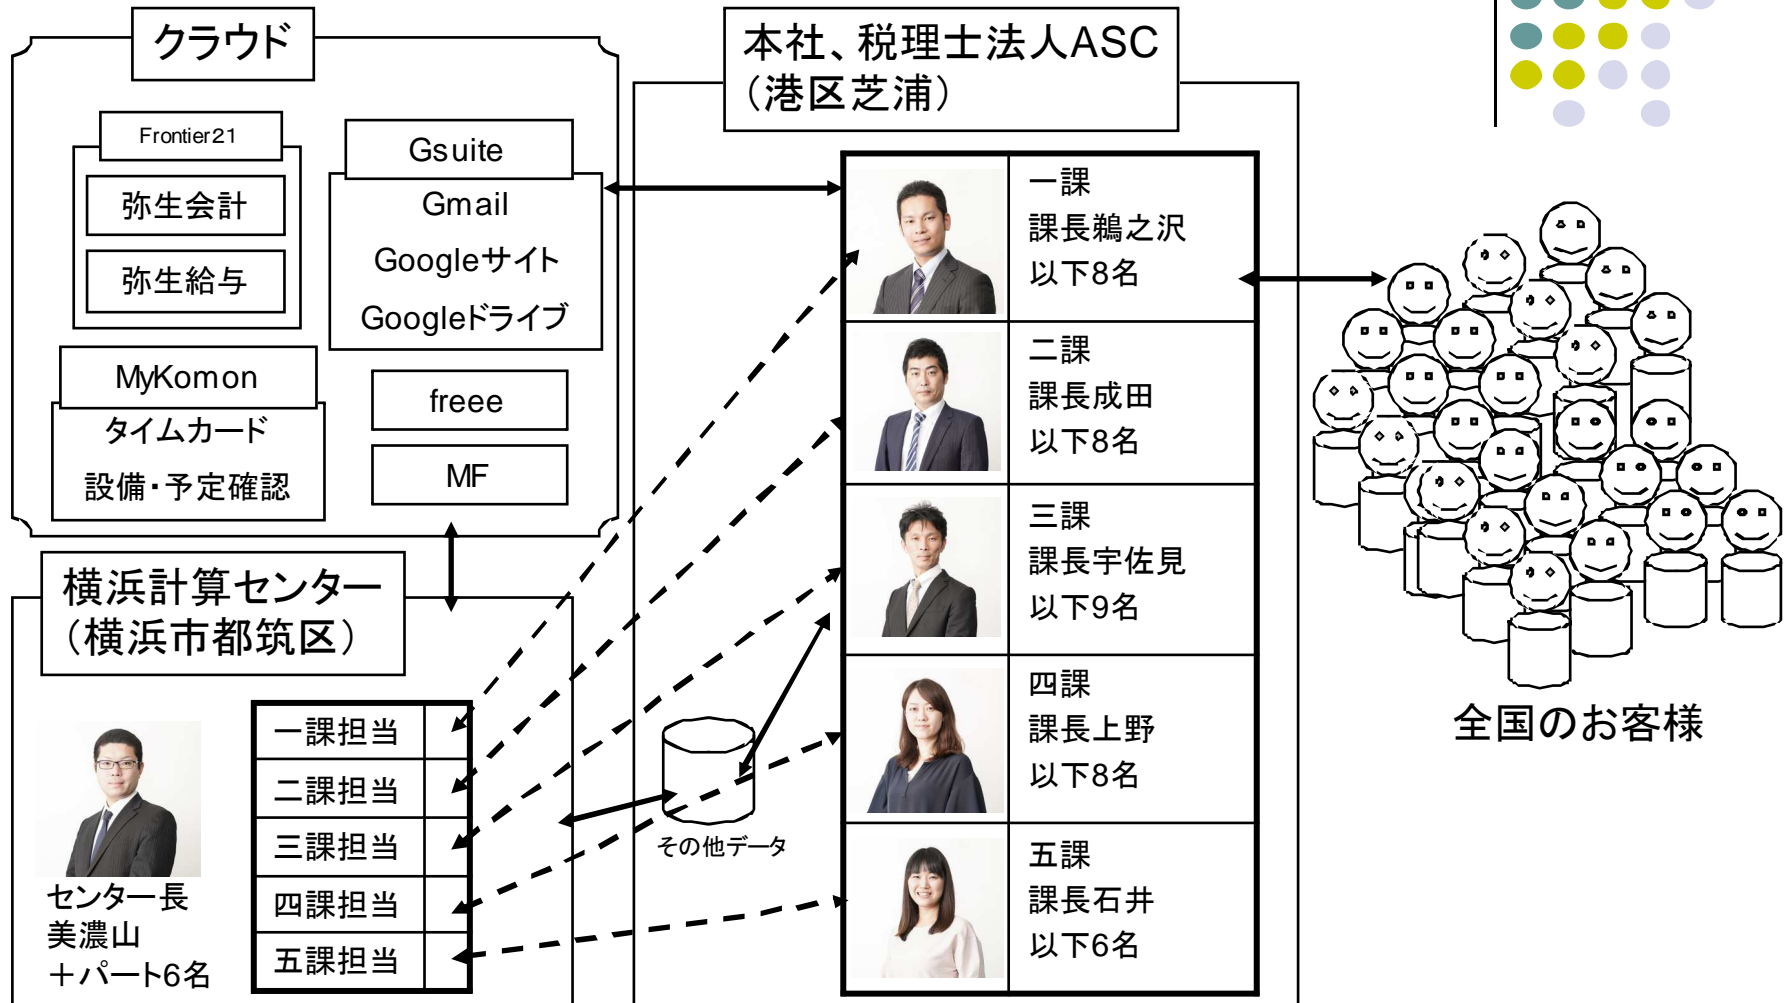 クラウド
Frontier21
弥生会計
弥生給与
Gsuite
Gmail
Googleサイト
Googleドライブ
MyKomon
タイムカード
設備・予定確認
freee
MF
横浜計算センター
（横浜市都筑区）
センター長
美濃山
＋パート6名
一課担当
二課担当
三課担当
四課担当
五課担当
その他データ
本社、税理士法人ASC
（港区芝浦）
一課
課長鵜之沢
以下8名
二課
課長成田
以下8名
三課
課長宇佐見
以下9名
四課
課長上野
以下8名
五課
課長石井
以下6名
全国のお客様